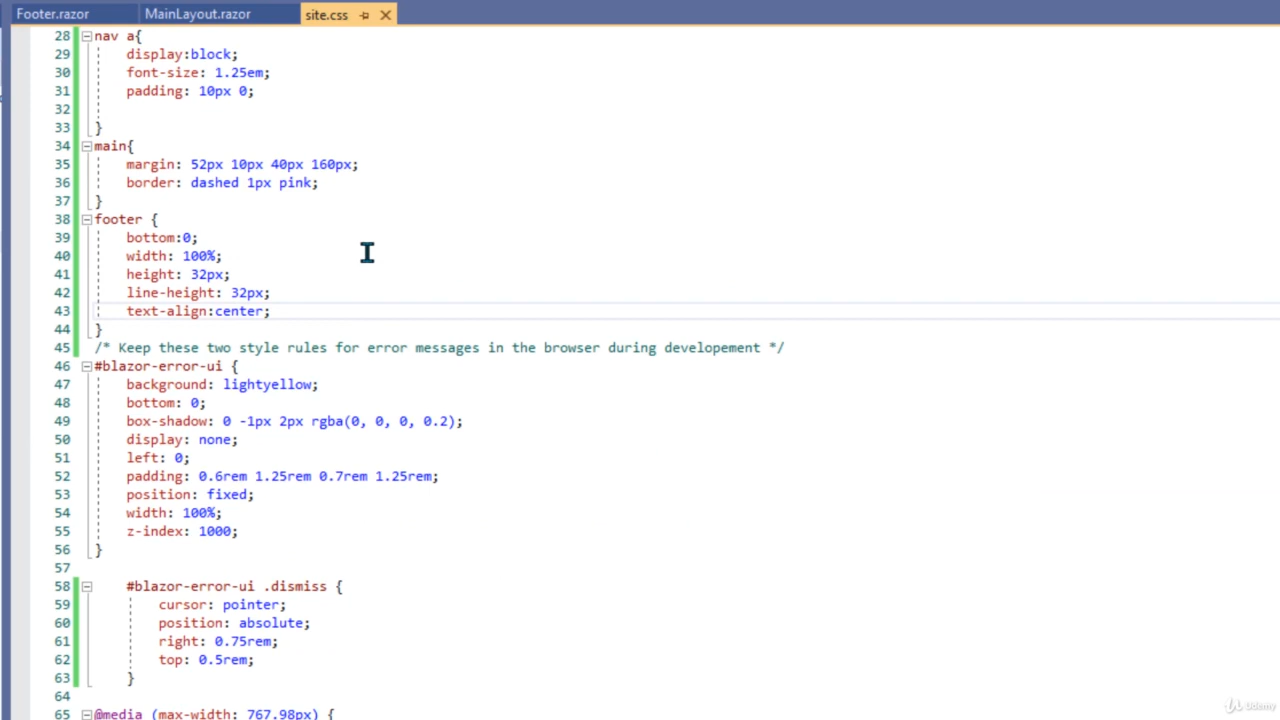 Footer.razor MainLayout.razor site.css
28 nav a{
29 display:block;
30 font-size: 1.25em;
31 padding: 10px 0;
32
33 }
34 main{
35 margin: 52px 10px 40px 160px;
36 border: dashed 1px pink;
37 }
38 footer {
39 bottom:0;
40 width: 100%;
41 height: 32px;
42 line-height: 32px;
43 text-align:center;
44 }
45 /* Keep these two style rules for error messages in the browser during developement */
46 #blazor-error-ui {
47 background: lightyellow;
48 bottom: 0;
49 box-shadow: 0 -1px 2px rgba(0, 0, 0, 0.2);
50 display: none;
51 left: 0;
52 padding: 0.6rem 1.25rem 0.7rem 1.25rem;
53 position: fixed;
54 width: 100%;
55 z-index: 1000;
56 }
57
58 #blazor-error-ui .dismiss {
59 cursor: pointer;
60 position: absolute;
61 right: 0.75rem;
62 top: 0.5rem;
63 }
64
65 @media (max-width: 767.98px) {
Udemy